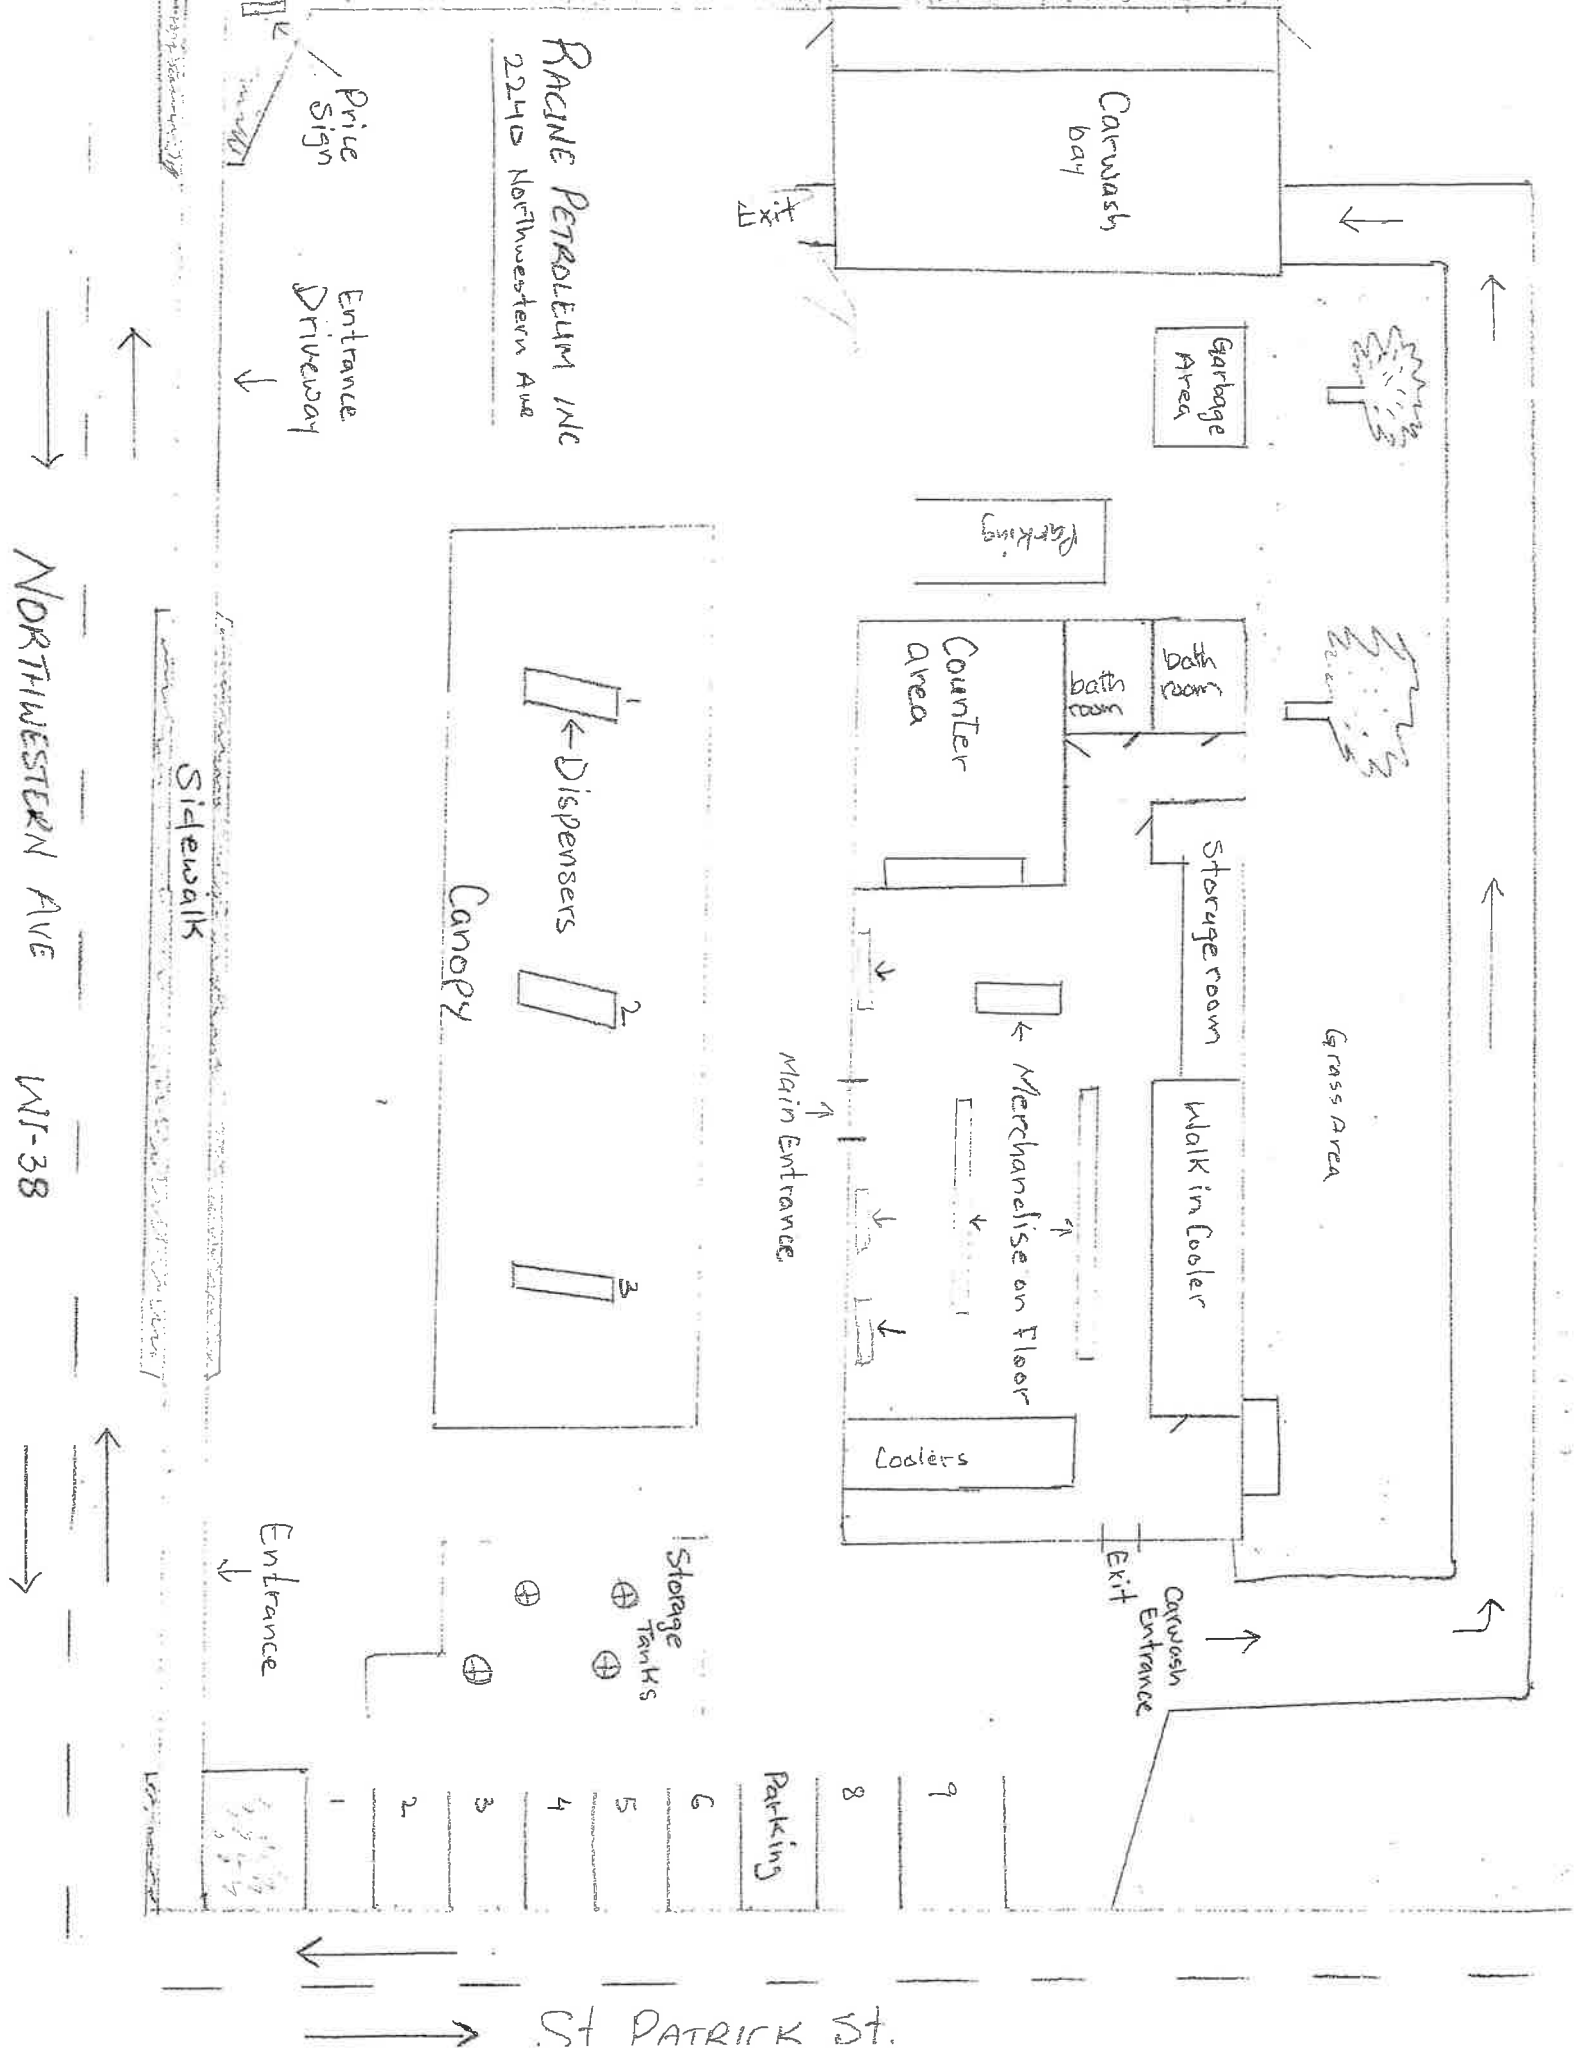 RACINE PETROLEUM INC
2240 Northwestern Ave
Price
Sign
Entrance
Driveway
Carwash
bay
Exit
Garbage
Area
Parking
Counter
area
bath
room
bath
room
Storage room
Walk in Cooler
Grass Area
Merchandise on Floor
Main Entrance
Coolers
Exit
Carwash
Entrance
Dispensers
1
2
3
Canopy
Storage
Tanks
Entrance
Sidewalk
1
2
3
4
5
6
Parking
8
9
NORTHWESTERN AVE WI-38
St PATRICK St.